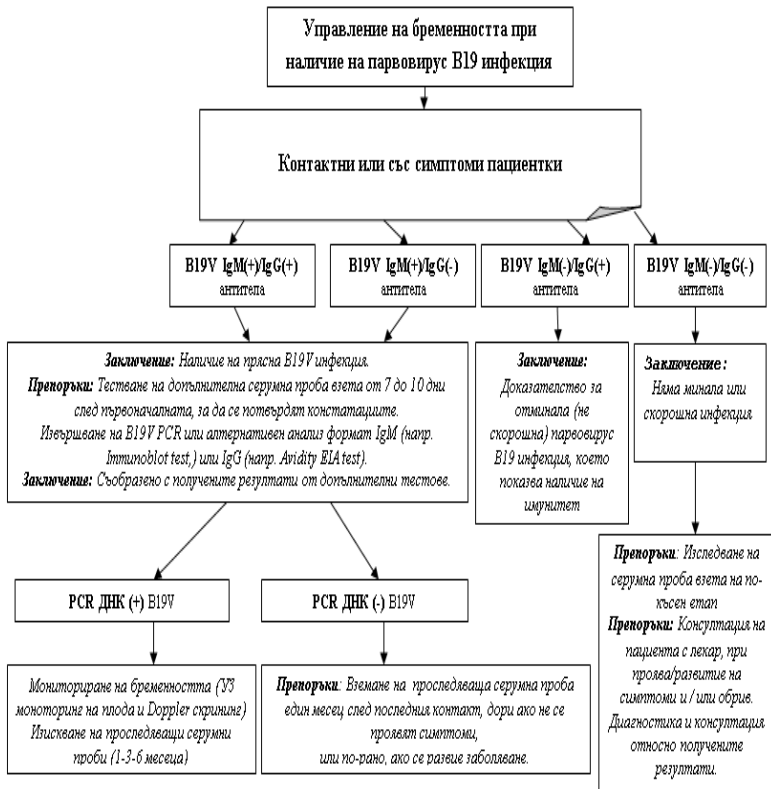 Управление на бременността при
наличие на парвовирус В19 инфекция
Контактни или със симптоми пациентки
B19V IgM(+)/IgG(+)
антитела
B19V IgM(+)/IgG(-)
антитела
B19V IgM(-)/IgG(+)
антитела
B19V IgM(-)/IgG(-)
антитела
Заключение: Наличие на прясна B19V инфекция.
Препоръки: Тестване на допълнителна серумна проба взета от 7 до 10 дни
след първоначалната, за да се потвърдят констатациите.
Извършване на B19V PCR или алтернативен анализ формат IgM (напр.
Immunoblot test,) или IgG (напр. Avidity EIA test).
Заключение: Съобразено с получените резултати от допълнителни тестове.
Заключение:
Доказателство за
отминала (не
скорошна) парвовирус
B19 инфекция, което
показва наличие на
имунитет
Заключение:
Няма минала или
скорошна инфекция
PCR ДНК (+) B19V
PCR ДНК (-) B19V
Препоръки: Изследване на
серумна проба взета на по-
късен етап
Препоръки: Консултация на
пациента с лекар, при
проява/развитие на
симптоми и / или обрив.
Диагностика и консултация
относно получените
резултати.
Мониториране на бременността (УЗ
моноторинг на плода и Doppler скрининг)
Изискване на проследяващи серумни
проби (1-3-6 месеца)
Препоръки: Вземане на проследяваща серумна проба
един месец след последния контакт, дори ако не се
проявят симптоми,
или по-рано, ако се развие заболяване.